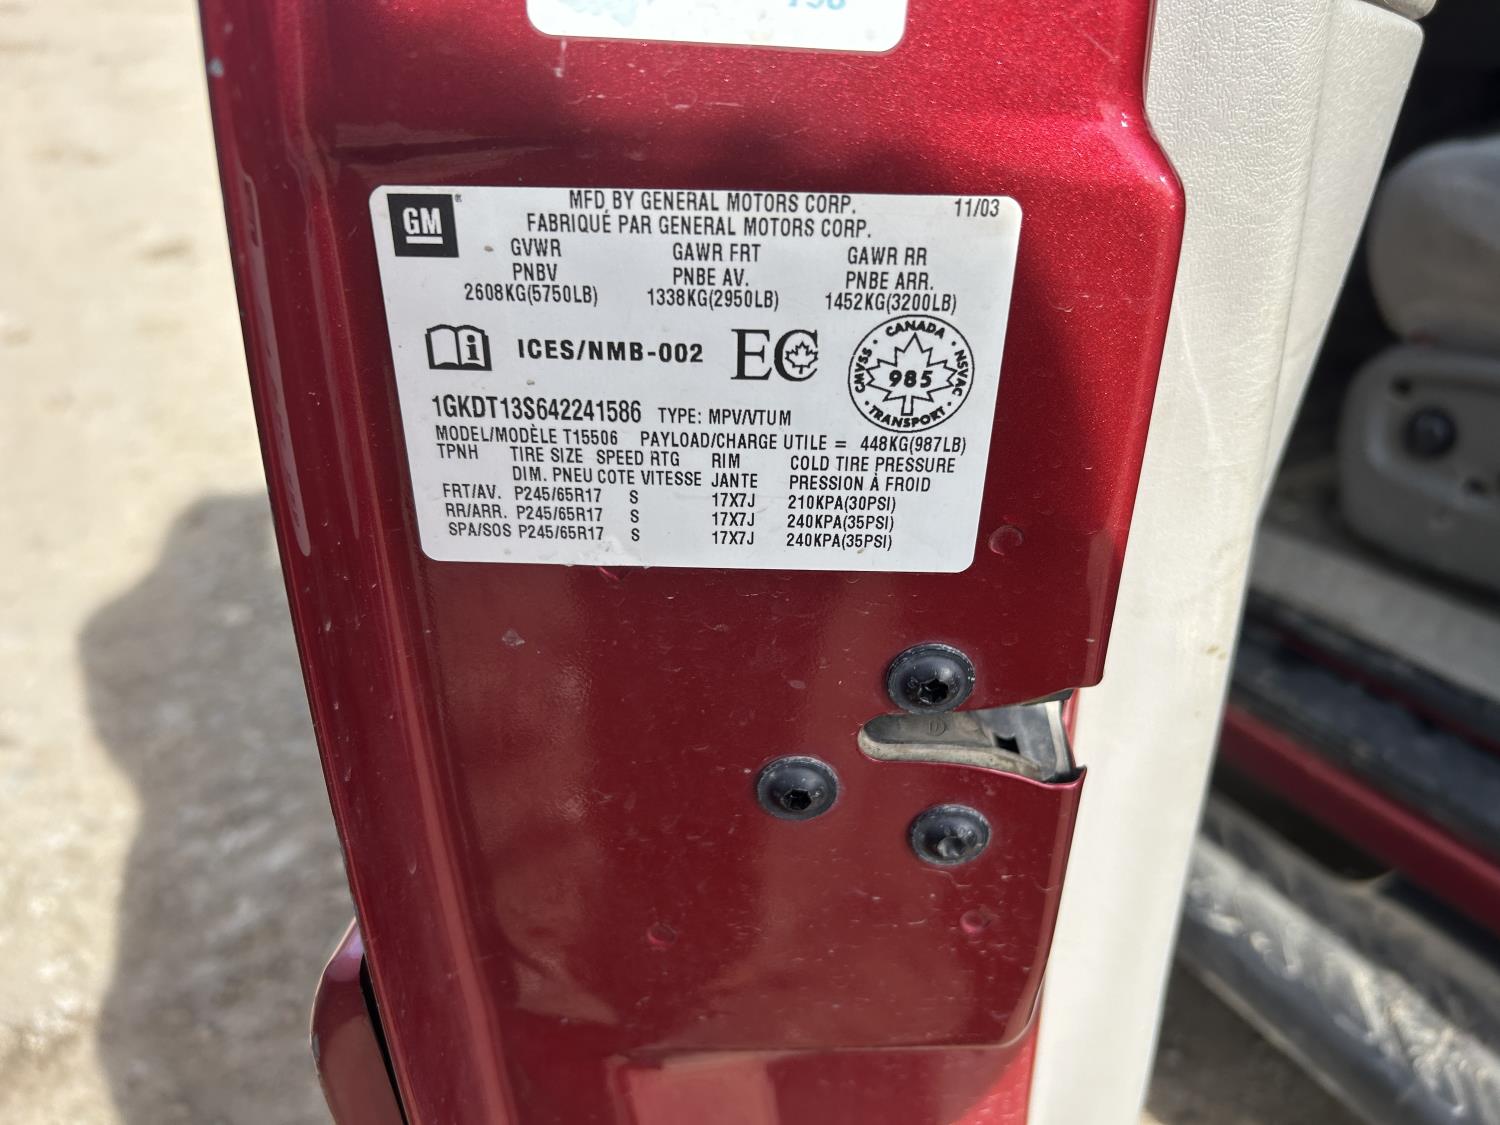 GM
MFD BY GENERAL MOTORS CORP. 11/03
FABRIQUÉ PAR GENERAL MOTORS CORP.
GVWR GAWR FRT GAWR RR
PNBV PNBE AV. PNBE ARR.
2608KG(5750LB) 1338KG(2950LB) 1452KG(3200LB)
i ICES/NMB-002 EC
CANADA
CMVSS 985 NSVAC
TRANSPORT
1GKDT13S642241586 TYPE: MPV/VTUM
MODEL/MODÈLE T15506 PAYLOAD/CHARGE UTILE = 448KG(987LB)
TPNH TIRE SIZE SPEED RTG RIM COLD TIRE PRESSURE
DIM. PNEU COTE VITESSE JANTE PRESSION À FROID
FRT/AV. P245/65R17 S 17X7J 210KPA(30PSI)
RR/ARR. P245/65R17 S 17X7J 240KPA(35PSI)
SPA/SOS P245/65R17 S 17X7J 240KPA(35PSI)
D